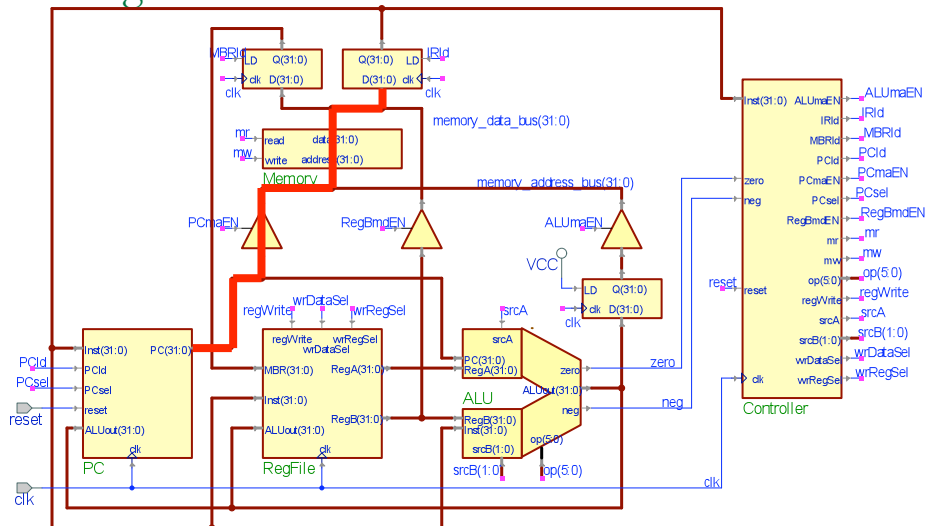 MBRld
LD
Q(31:0)
clk
D(31:0)
clk
Q(31:0)
LD
IRld
D(31:0)
clk
clk
memory_data_bus(31:0)
mr
read
data(31:0)
mw
write
address(31:0)
Memory
memory_address_bus(31:0)
PCmaEN
RegBmdEN
ALUmaEN
VCC
LD
Q(31:0)
clk
D(31:0)
clk
regWrite
wrDataSel
wrRegSel
srcA
PCld
PCsel
reset
Inst(31:0)
PC(31:0)
PCld
PCsel
reset
ALUout(31:0)
clk
PC
regWrite
wrRegSel
wrDataSel
MBR(31:0)
RegA(31:0)
Inst(31:0)
RegB(31:0)
ALUout(31:0)
clk
RegFile
srcA
PC(31:0)
RegA(31:0)
zero
ALUout(31:0)
ALU
neg
RegB(31:0)
Inst(31:0)
op(5:0)
srcB(1:0)
srcB(1:0)
op(5:0)
zero
neg
clk
clk
reset
Inst(31:0)
ALUmaEN
ALUmaEN
IRld
IRld
MBRld
MBRld
PCld
PCld
zero
PCmaEN
PCmaEN
neg
PCsel
PCsel
RegBmdEN
RegBmdEN
mr
mr
mw
mw
reset
op(5:0)
op(5:0)
regWrite
regWrite
srcA
srcA
srcB(1:0)
srcB(1:0)
wrDataSe
wrDataSel
clk
wrRegSel
wrRegSel
Controller